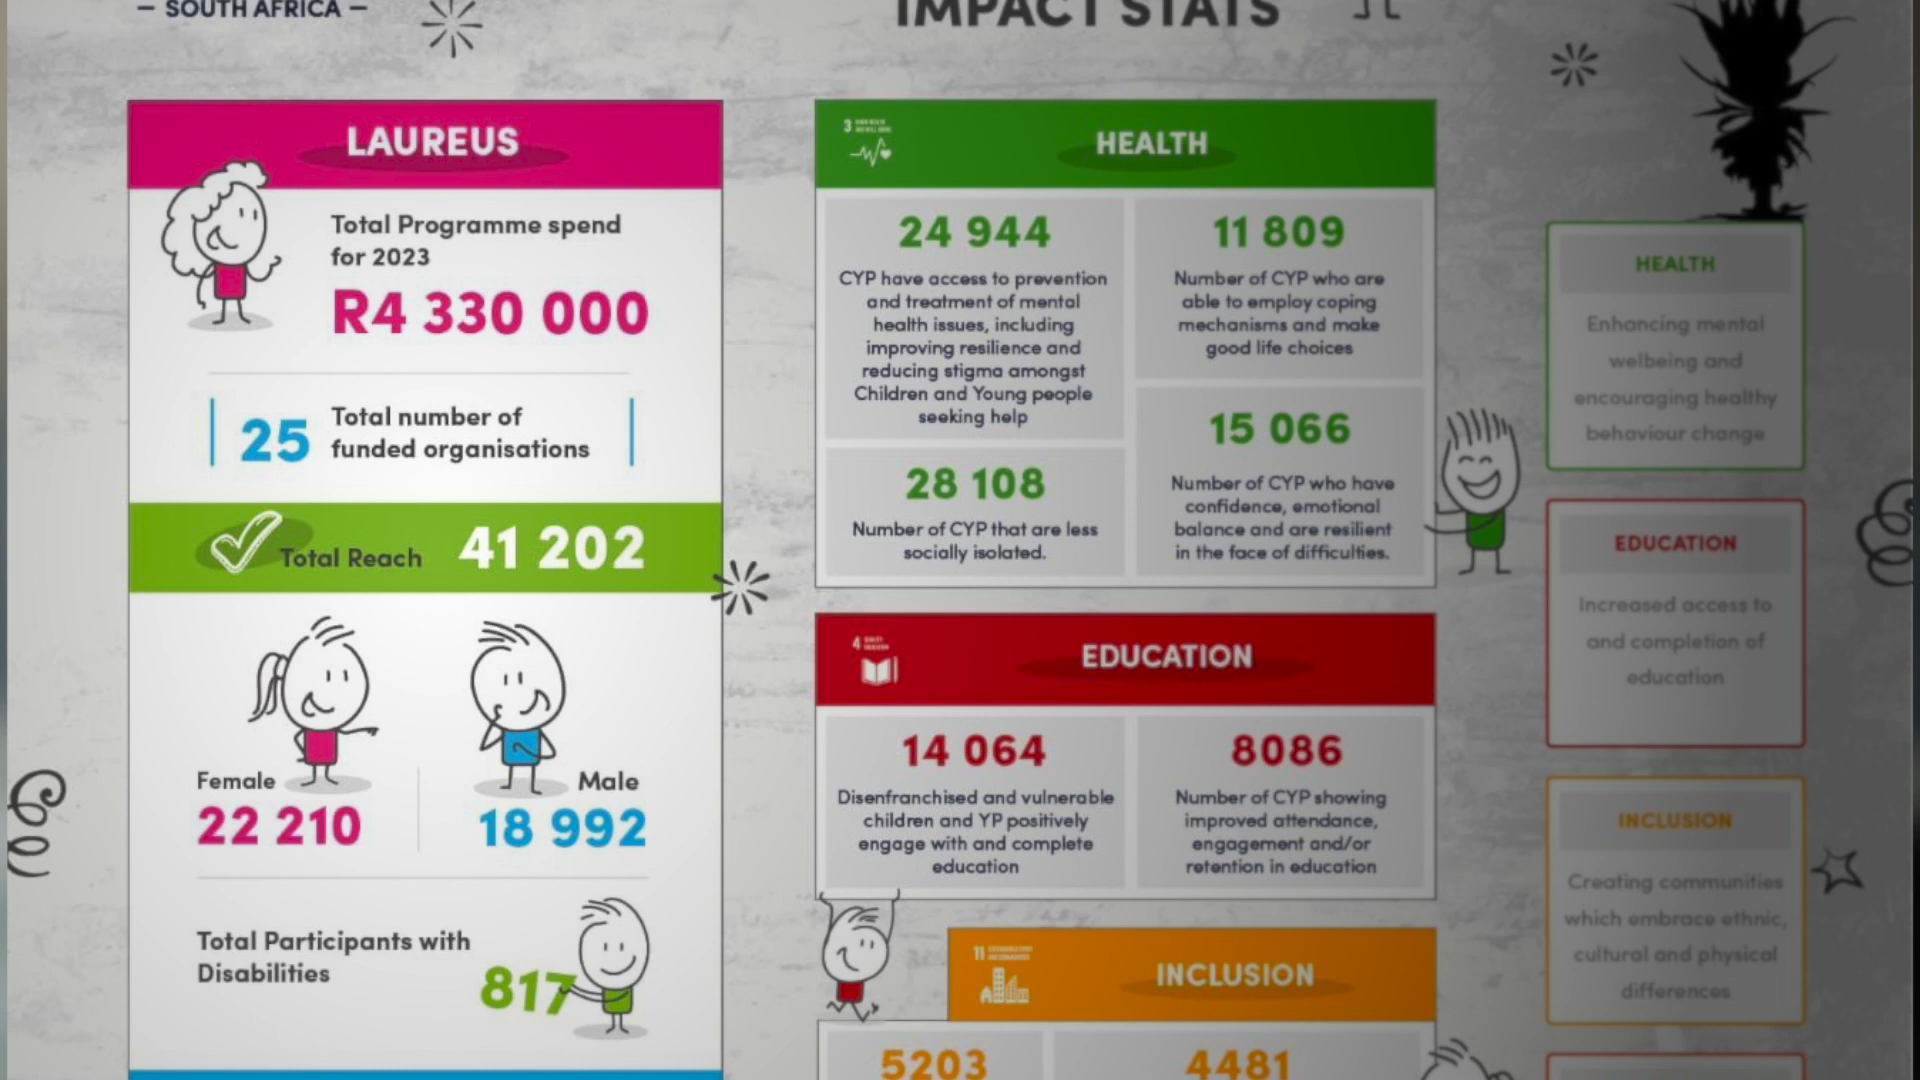 — SOUTH AFRICA —
IMPACT STATS
LAUREUS
Total Programme spend
for 2023
R4 330 000
25
Total number of
funded organisations
Total Reach
41 202
Female
22 210
Male
18 992
Total Participants with
Disabilities
817
3
HEALTH
24 944
CYP have access to prevention
and treatment of mental
health issues, including
improving resilience and
reducing stigma amongst
Children and Young people
seeking help
11 809
Number of CYP who are
able to employ coping
mechanisms and make
good life choices
28 108
Number of CYP that are less
socially isolated.
15 066
Number of CYP who have
confidence, emotional
balance and are resilient
in the face of difficulties.
4
EDUCATION
14 064
Disenfranchised and vulnerable
children and YP positively
engage with and complete
education
8086
Number of CYP showing
improved attendance,
engagement and/or
retention in education
11
INCLUSION
5203
4481
HEALTH
Enhancing mental
welbeing and
encouraging healthy
behaviour change
EDUCATION
Increased access to
and completion of
education
INCLUSION
Creating communities
which embrace ethnic,
cultural and physical
differences